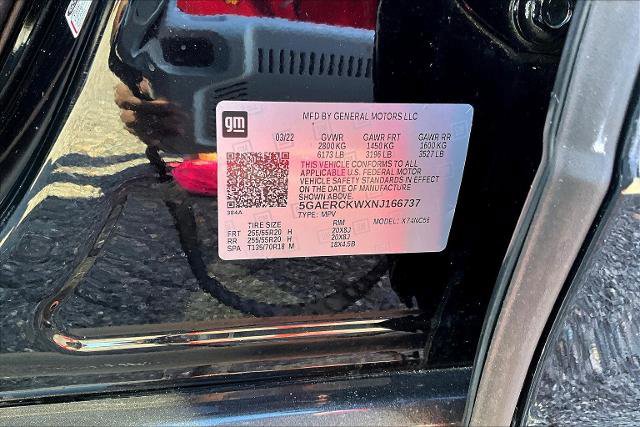 gm
MFD BY GENERAL MOTORS LLC
03/22 GVWR GAWR FRT GAWR RR
2800 KG 1450 KG 1600 KG
6173 LB 3196 LB 3527 LB
THIS VEHICLE CONFORMS TO ALL
APPLICABLE U.S. FEDERAL MOTOR
VEHICLE SAFETY STANDARDS IN EFFECT
ON THE DATE OF MANUFACTURE
SHOWN ABOVE.
384A 5GAERCKWXNJ166737
TYPE: MPV MODEL:
TIRE SIZE RIM
FRT 255/55R20 H 20X8J
RR 255/55R20 H 20X8J
SPA T135/70R18 M 18X4.5B